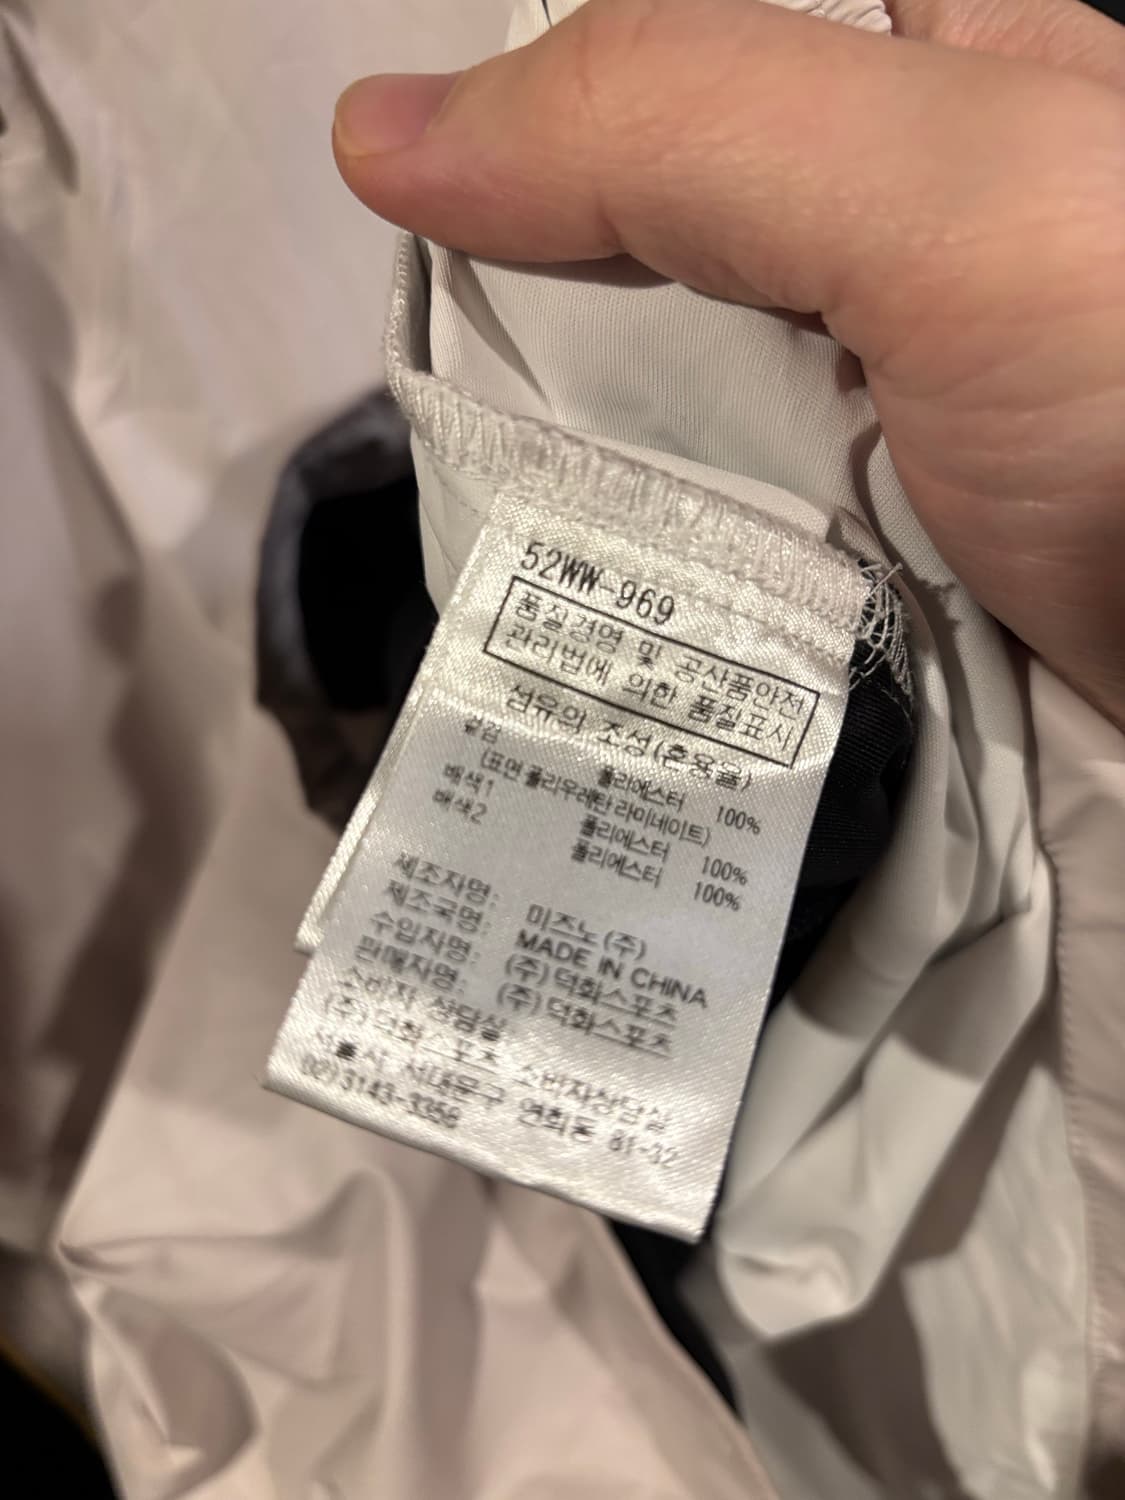 52WW-969
품질경영 및 공산품안전
관리법에 의한 품질표시
섬유의 조성(혼용율)
겉감 폴리에스터 100%
(표면 폴리우레탄 라미네이트)
배색1 폴리에스터 100%
배색2 폴리에스터 100%
제조자명: 미즈노(주)
제조국명: MADE IN CHINA
수입자명: (주)덕화스포츠
판매자명: (주)덕화스포츠
소비자 상담실
(주)덕화스포츠 소비자상담실
서울시 서대문구 연희동 81-32
02)3143-3358